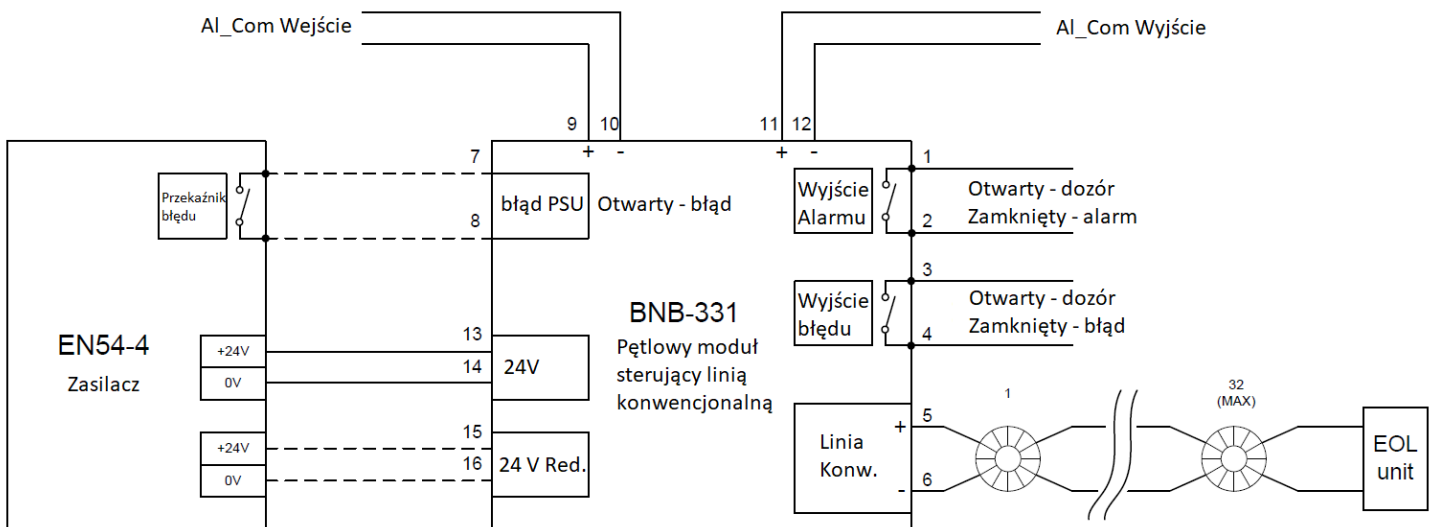 Al_Com Wejście
Al_Com Wyjście
9 10
11 12
+ -
+ -
7
8
Przekaźnik
błędu
błąd PSU
Otwarty - błąd
Wyjście
Alarmu
1
2
Otwarty - dozór
Zamknięty - alarm
Wyjście
błędu
3
4
Otwarty - dozór
Zamknięty - błąd
EN54-4
Zasilacz
+24V
0V
13
14
24V
BNB-331
Pętlowy moduł
sterujący linią
konwencjonalną
+24V
0V
15
16
24 V Red.
Linia
Konw.
+
-
5
6
1
32
(MAX)
EOL
unit